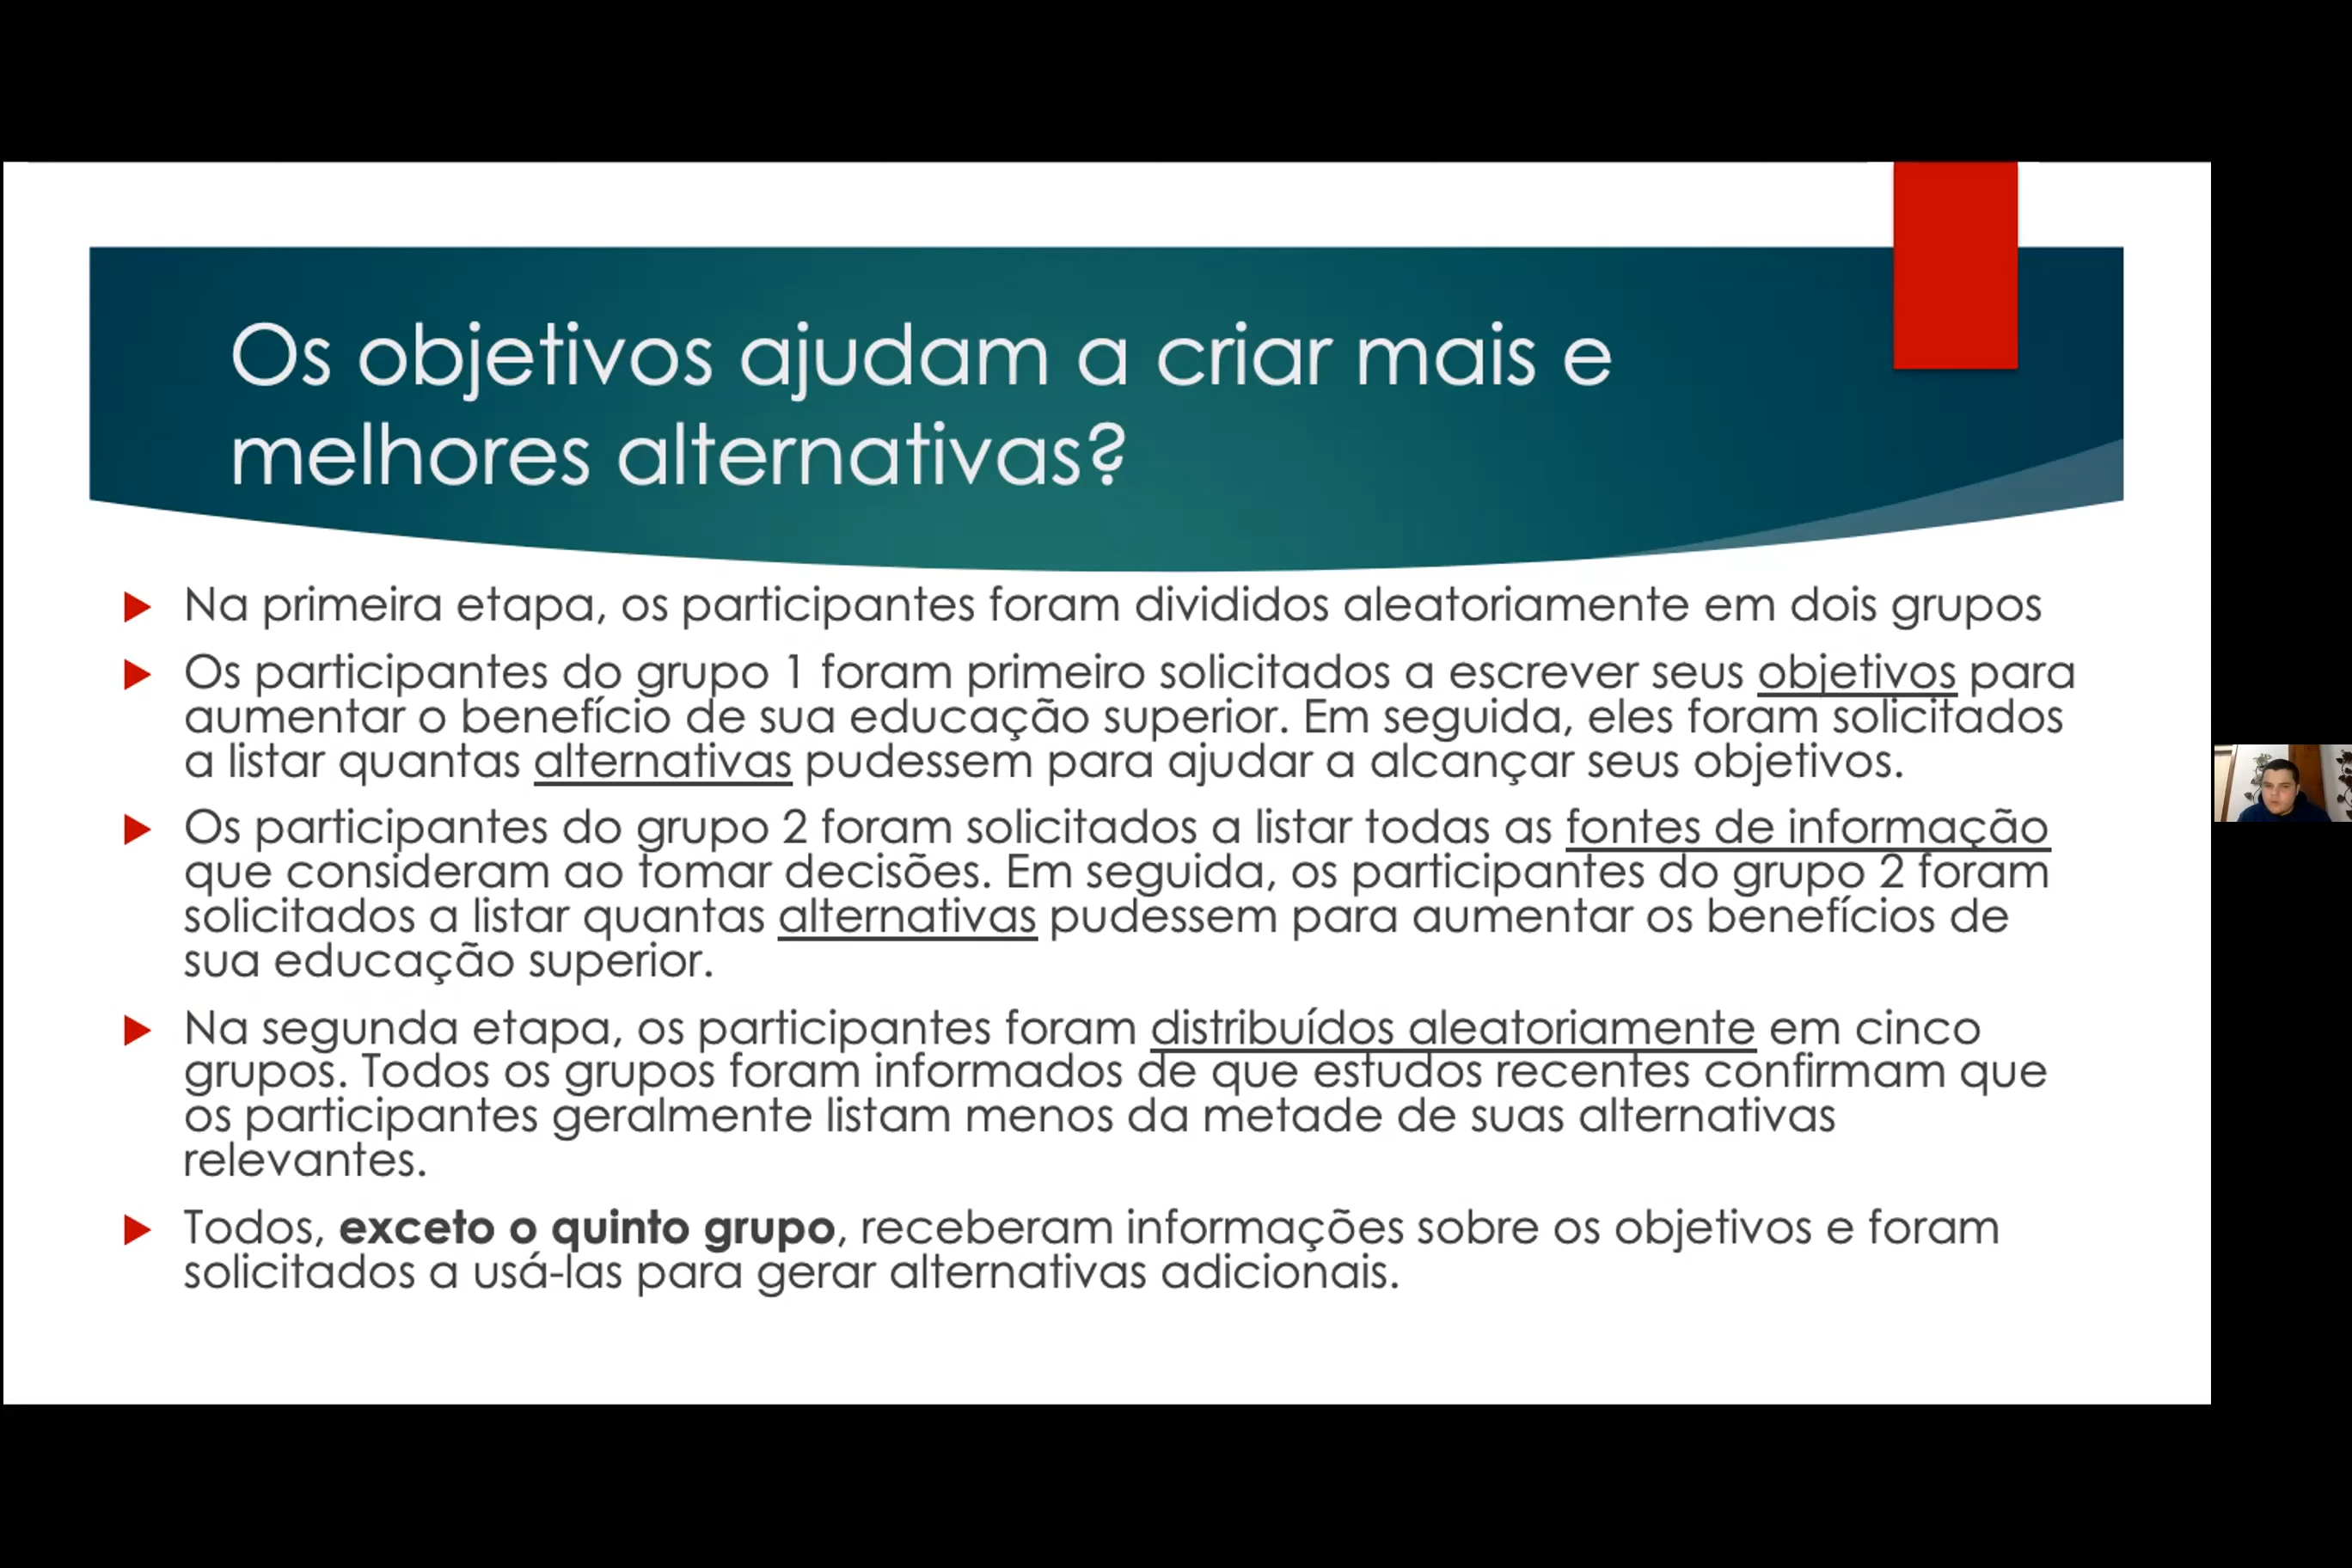 Os objetivos ajudam a criar mais e
melhores alternativas?
Na primeira etapa, os participantes foram divididos aleatoriamente em dois grupos
Os participantes do grupo 1 foram primeiro solicitados a escrever seus objetivos para
aumentar o benefício de sua educação superior. Em seguida, eles foram solicitados
a listar quantas alternativas pudessem para ajudar a alcançar seus objetivos.
Os participantes do grupo 2 foram solicitados a listar todas as fontes de informação
que consideram ao tomar decisões. Em seguida, os participantes do grupo 2 foram
solicitados a listar quantas alternativas pudessem para aumentar os benefícios de
sua educação superior.
Na segunda etapa, os participantes foram distribuídos aleatoriamente em cinco
grupos. Todos os grupos foram informados de que estudos recentes confirmam que
os participantes geralmente listam menos da metade de suas alternativas
relevantes.
Todos, exceto o quinto grupo, receberam informações sobre os objetivos e foram
solicitados a usá-las para gerar alternativas adicionais.